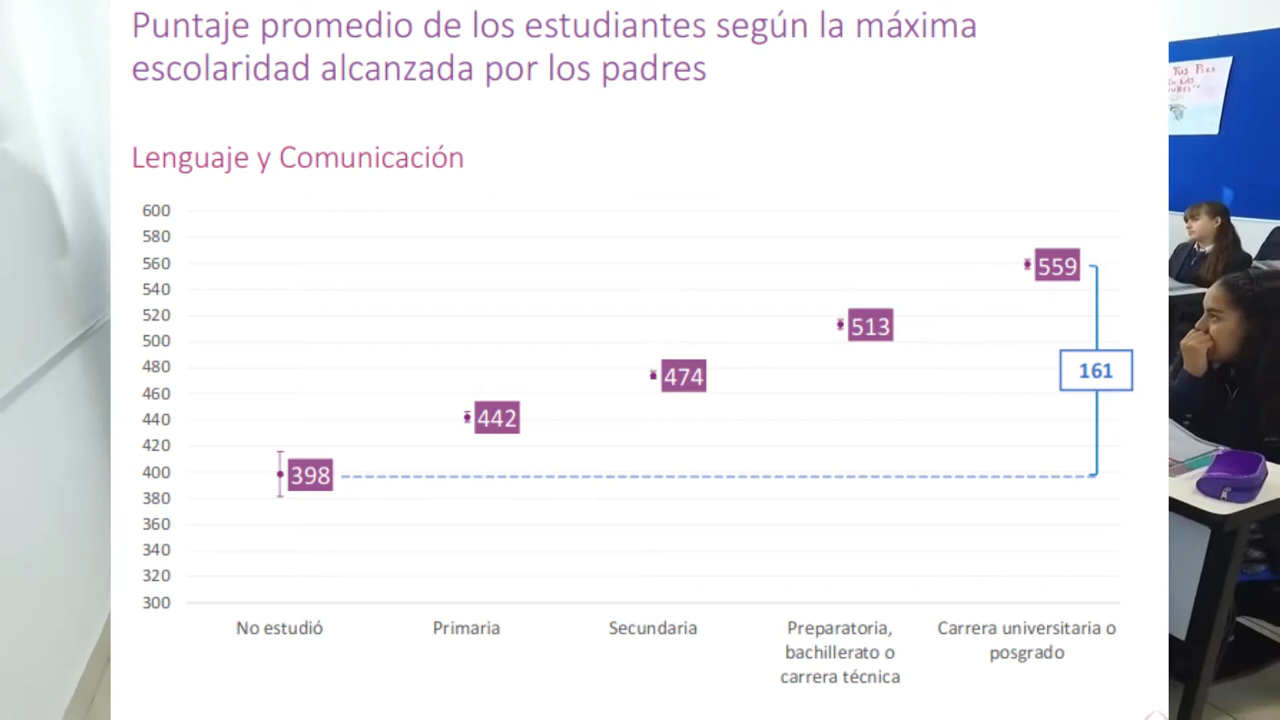 Puntaje promedio de los estudiantes según la máxima
escolaridad alcanzada por los padres
Lenguaje y Comunicación
600
580
560
540
520
500
480
460
440
420
400
380
360
340
320
300
398
442
474
513
559
161
No estudió
Primaria
Secundaria
Preparatoria,
bachillerato o
carrera técnica
Carrera universitaria o
posgrado
Tus Pies